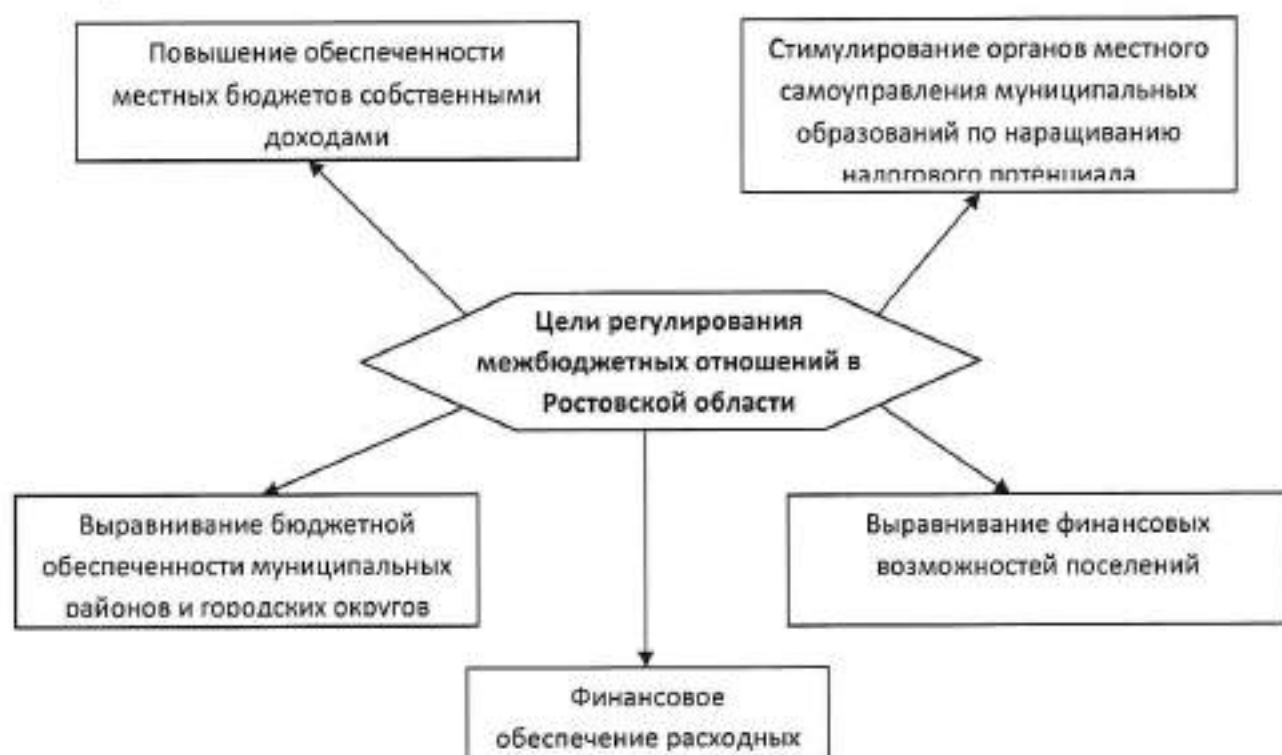 Повышение обеспеченности
местных бюджетов собственными
доходами
Стимулирование органов местного
самоуправления муниципальных
образований по наращиванию
налогового потенциала
Цели регулирования
межбюджетных отношений в
Ростовской области
Выравнивание бюджетной
обеспеченности муниципальных
районов и городских округов
Выравнивание финансовых
возможностей поселений
Финансовое
обеспечение расходных